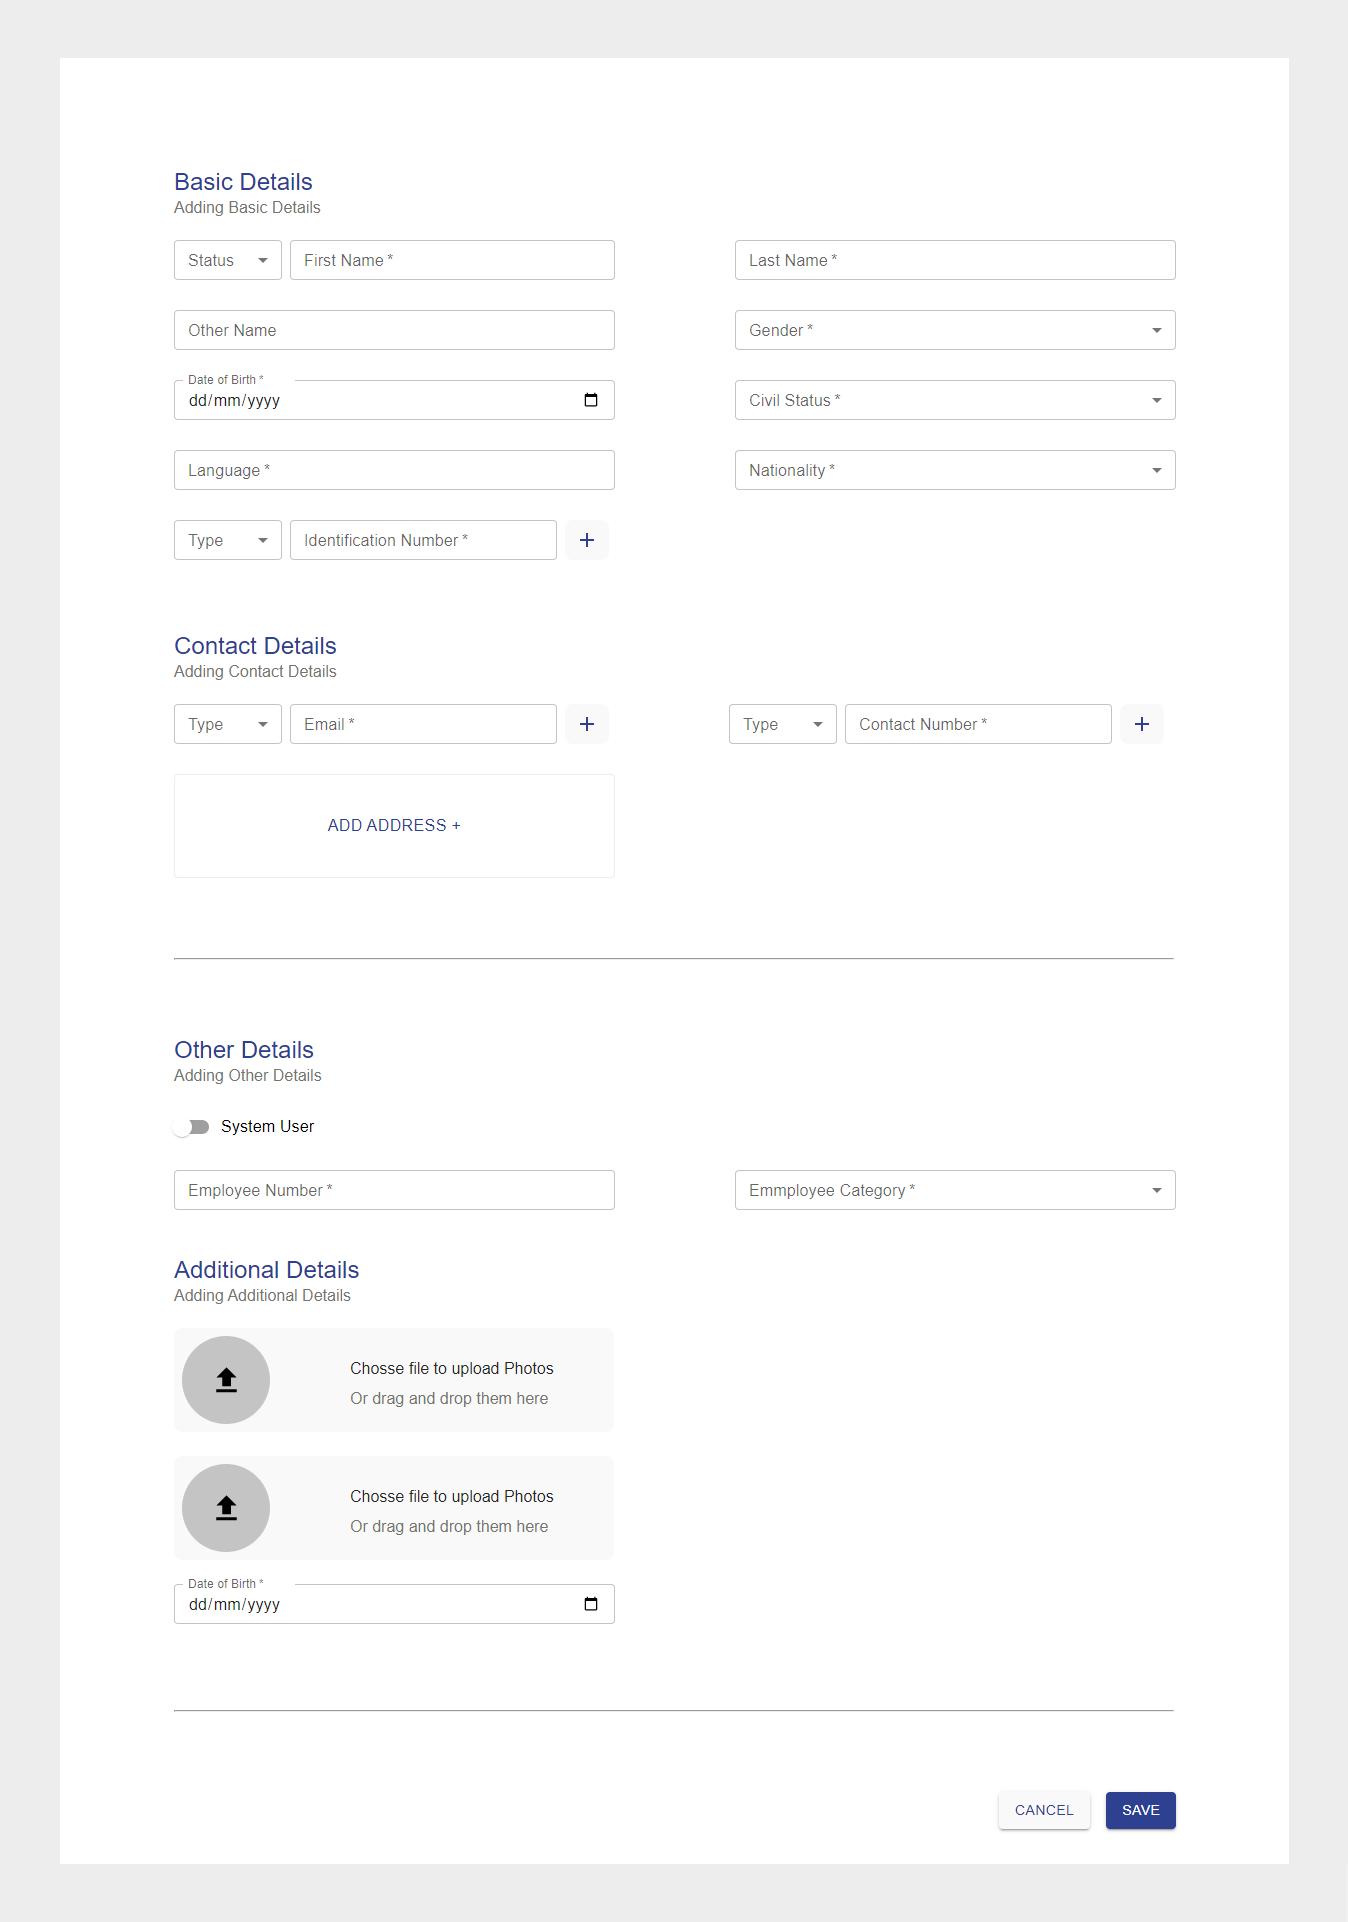 Basic Details
Adding Basic Details
Status First Name * Last Name *
Other Name Gender *
Date of Birth *
dd/mm/yyyy Civil Status *
Language * Nationality *
Type Identification Number * +
Contact Details
Adding Contact Details
Type Email * + Type Contact Number * +
ADD ADDRESS +
Other Details
Adding Other Details
System User
Employee Number * Emmployee Category *
Additional Details
Adding Additional Details
Chosse file to upload Photos
Or drag and drop them here
Chosse file to upload Photos
Or drag and drop them here
Date of Birth *
dd/mm/yyyy
CANCEL SAVE